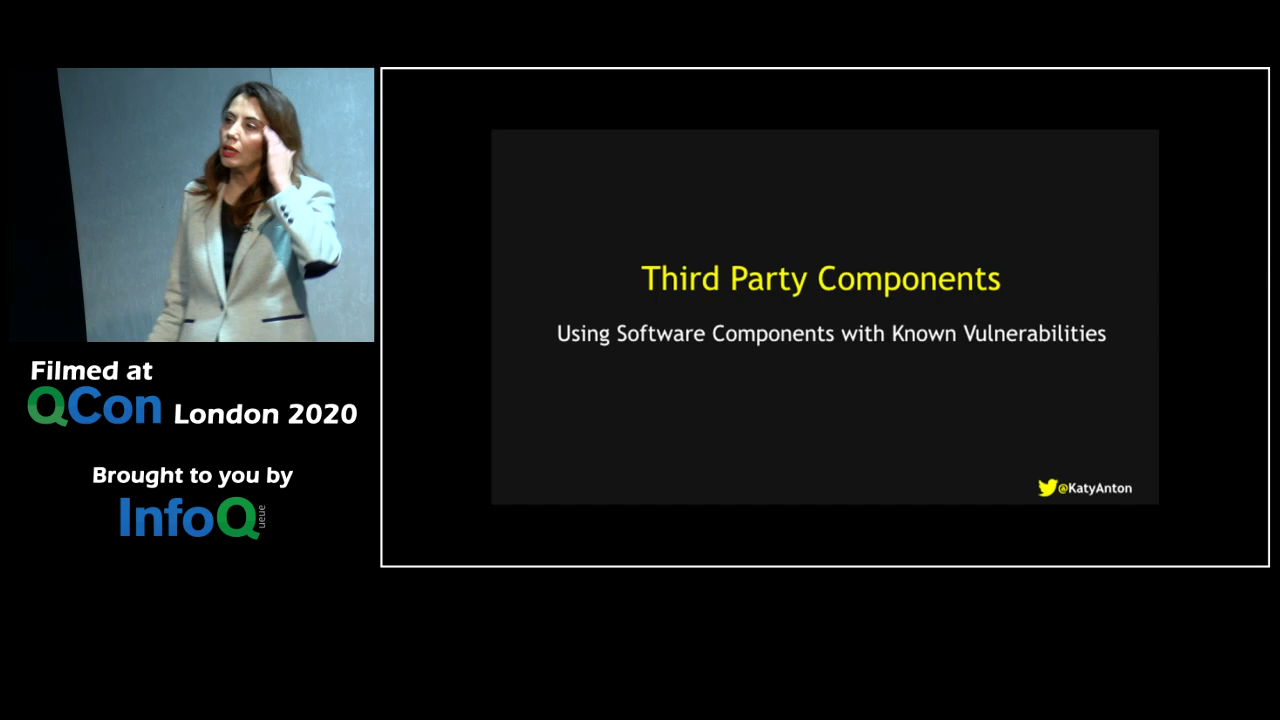 Third Party Components
Using Software Components with Known Vulnerabilities
@KatyAnton
Filmed at
QCon London 2020
Brought to you by
InfoQ
ueue